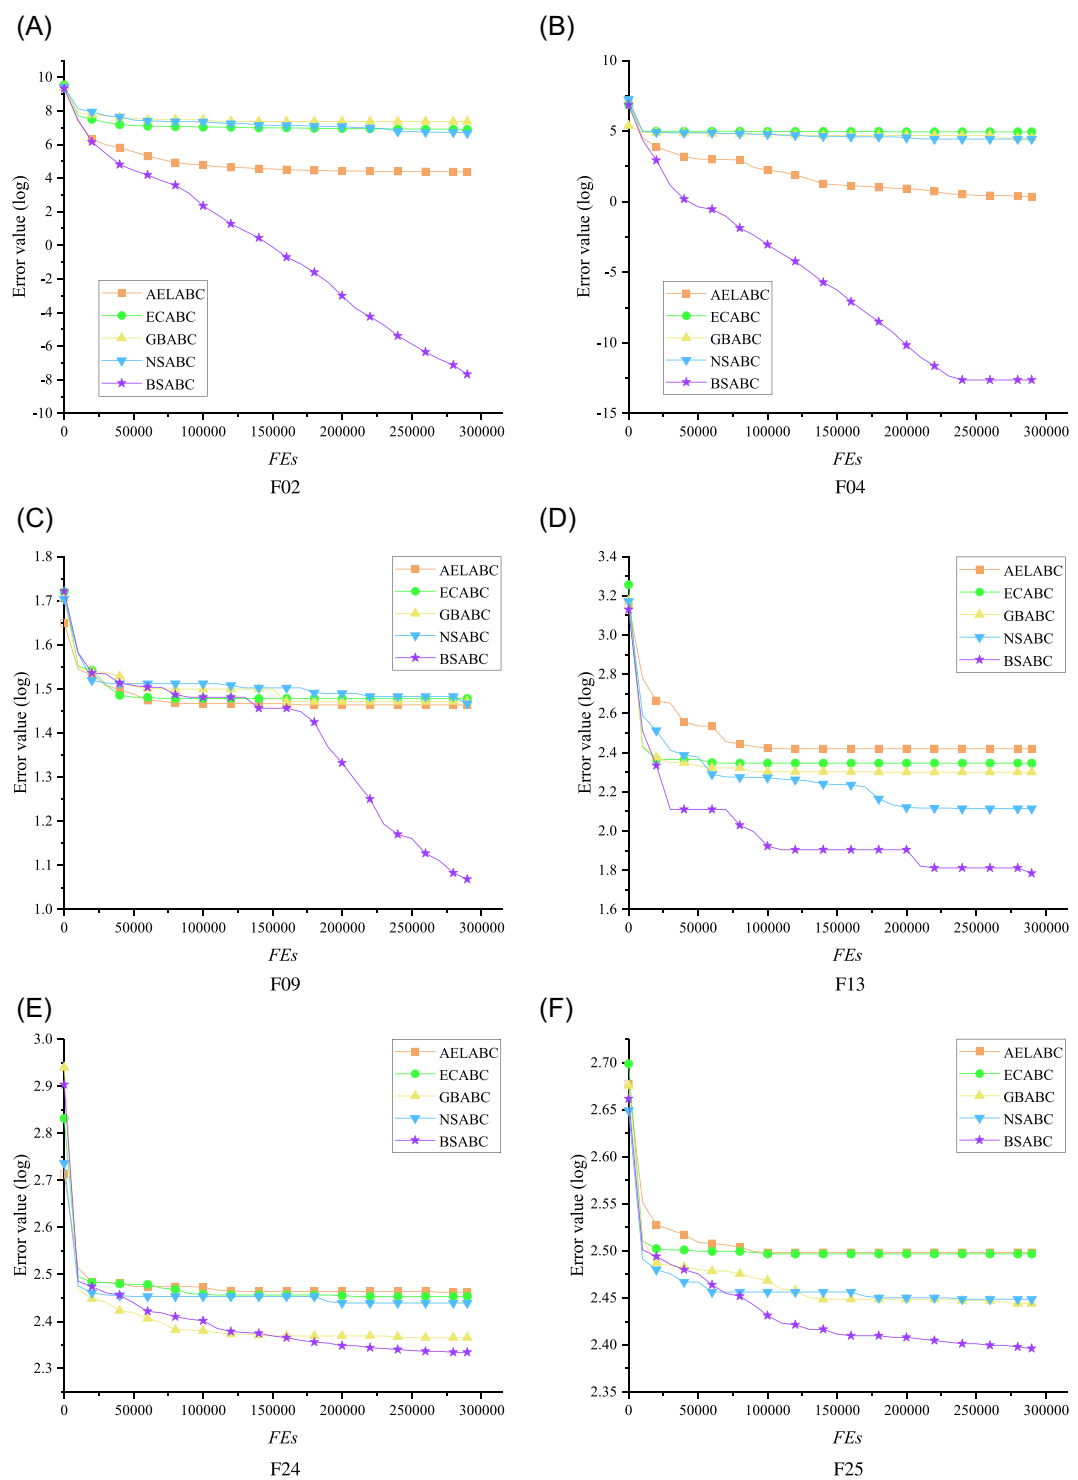 (A)
Error value (log)
10
8
6
4
2
0
-2
-4
-6
-8
-10
AELABC
ECABC
GBABC
NSABC
BSABC
0 50000 100000 150000 200000 250000 300000
FEs
F02
(B)
Error value (log)
10
5
0
-5
-10
-15
AELABC
ECABC
GBABC
NSABC
BSABC
0 50000 100000 150000 200000 250000 300000
FEs
F04
(C)
Error value (log)
1.8
1.7
1.6
1.5
1.4
1.3
1.2
1.1
1.0
AELABC
ECABC
GBABC
NSABC
BSABC
0 50000 100000 150000 200000 250000 300000
FEs
F09
(D)
Error value (log)
3.4
3.2
3.0
2.8
2.6
2.4
2.2
2.0
1.8
1.6
AELABC
ECABC
GBABC
NSABC
BSABC
0 50000 100000 150000 200000 250000 300000
FEs
F13
(E)
Error value (log)
3.0
2.9
2.8
2.7
2.6
2.5
2.4
2.3
AELABC
ECABC
GBABC
NSABC
BSABC
0 50000 100000 150000 200000 250000 300000
FEs
F24
(F)
Error value (log)
2.70
2.65
2.60
2.55
2.50
2.45
2.40
2.35
AELABC
ECABC
GBABC
NSABC
BSABC
0 50000 100000 150000 200000 250000 300000
FEs
F25